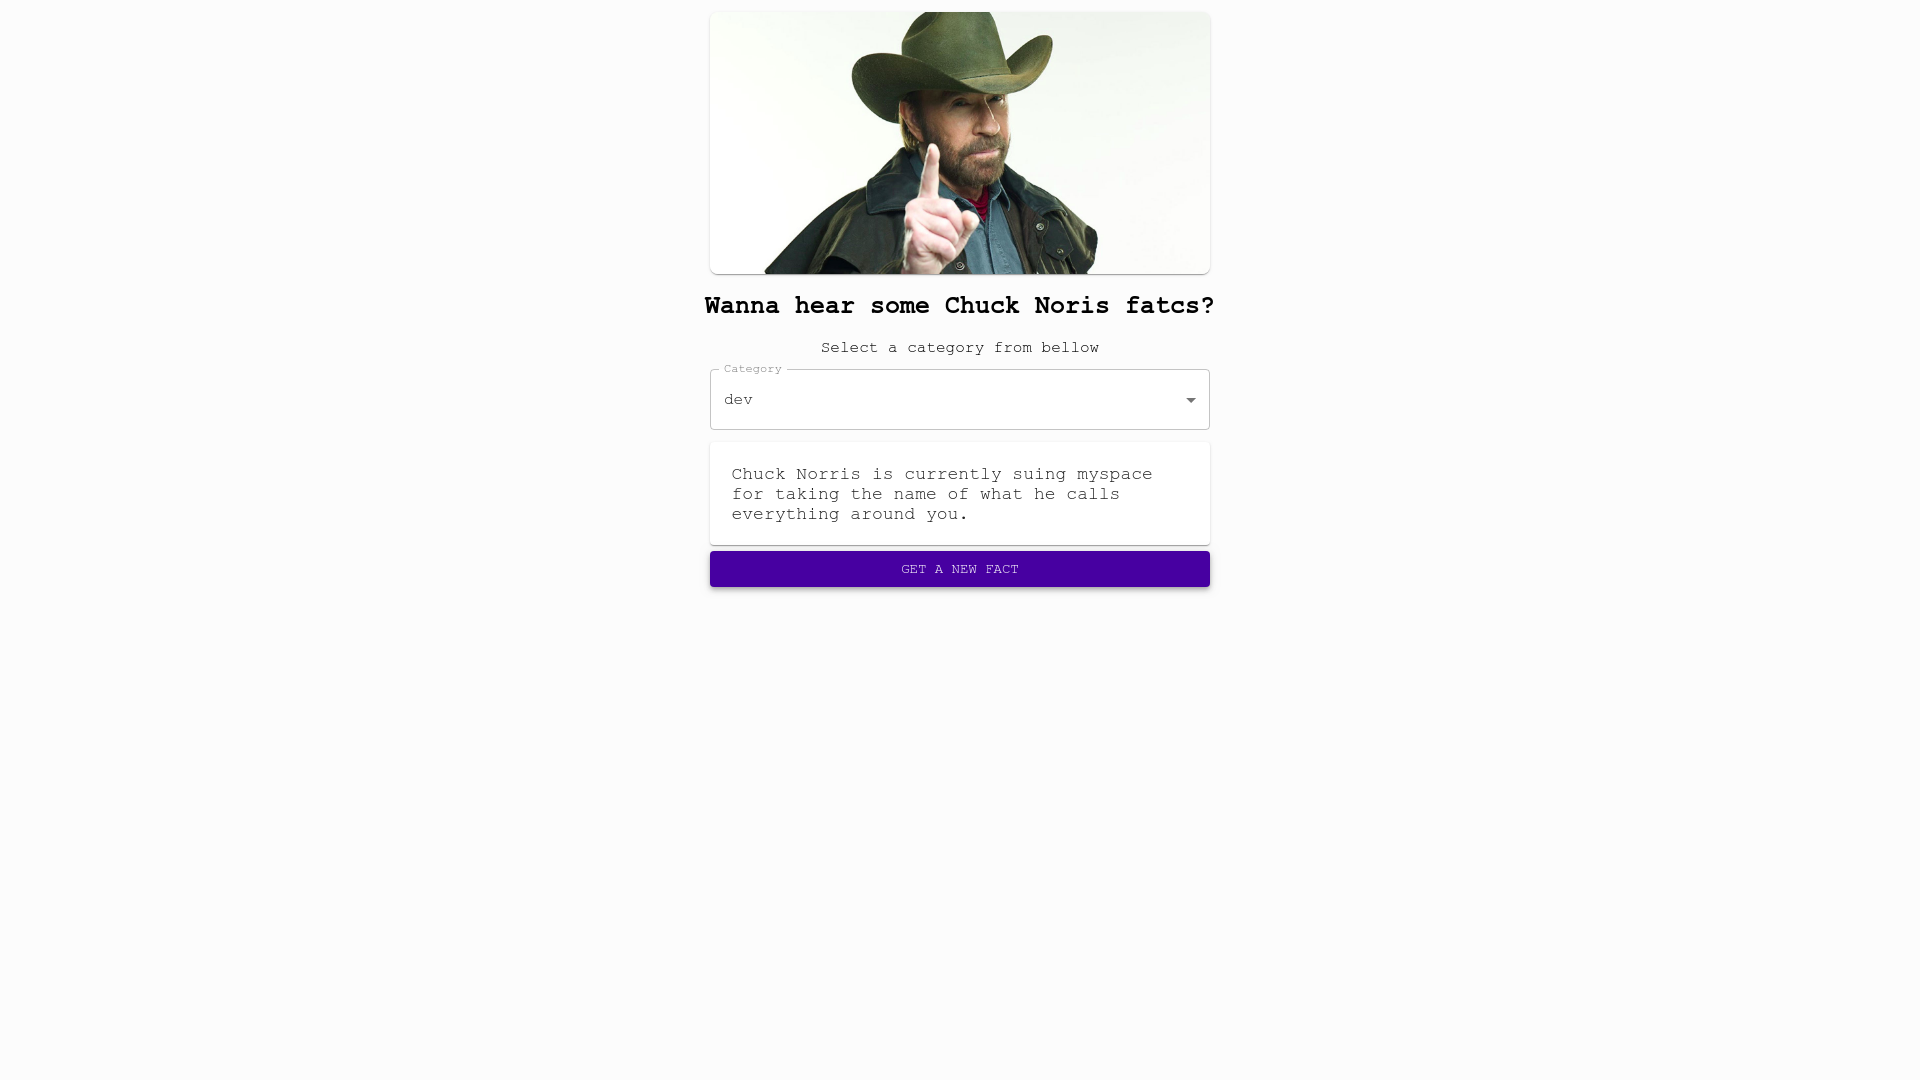 Wanna hear some Chuck Noris fatcs?
Select a category from bellow
Category
dev
Chuck Norris is currently suing myspace
for taking the name of what he calls
everything around you.
GET A NEW FACT